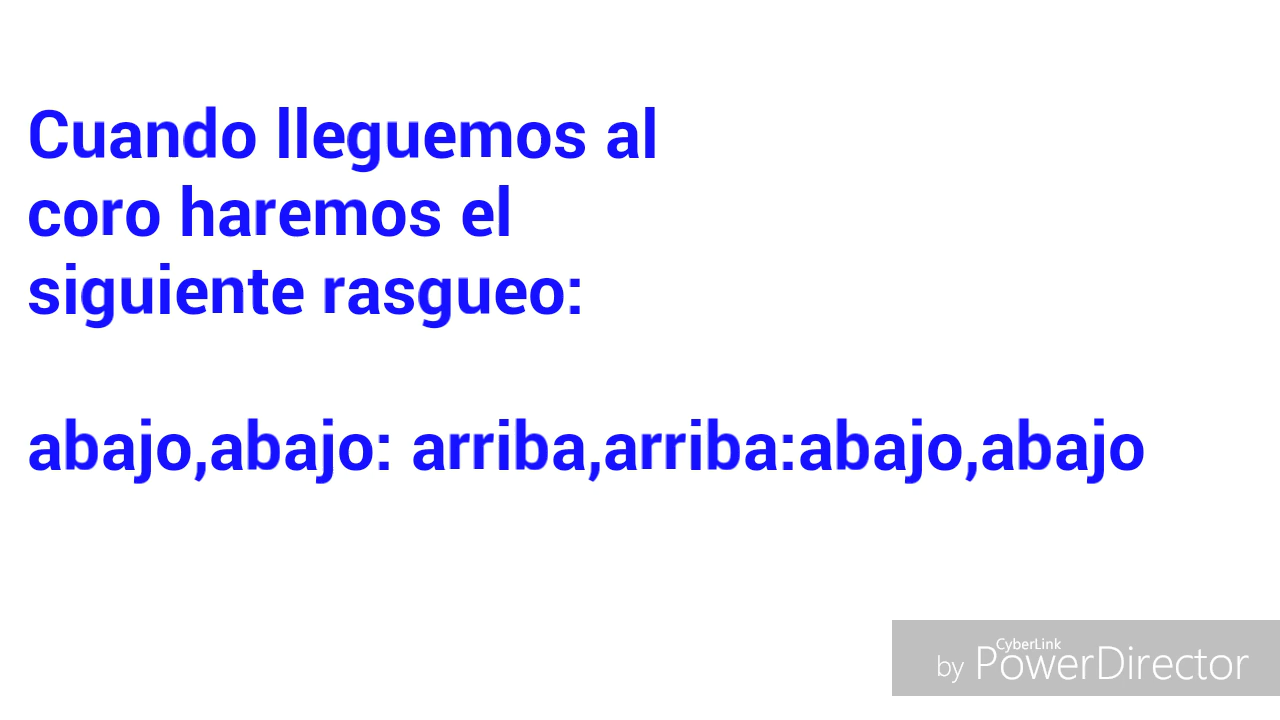 Cuando lleguemos al
coro haremos el
siguiente rasgueo:
abajo,abajo: arriba,arriba:abajo,abajo
CyberLink
by PowerDirector